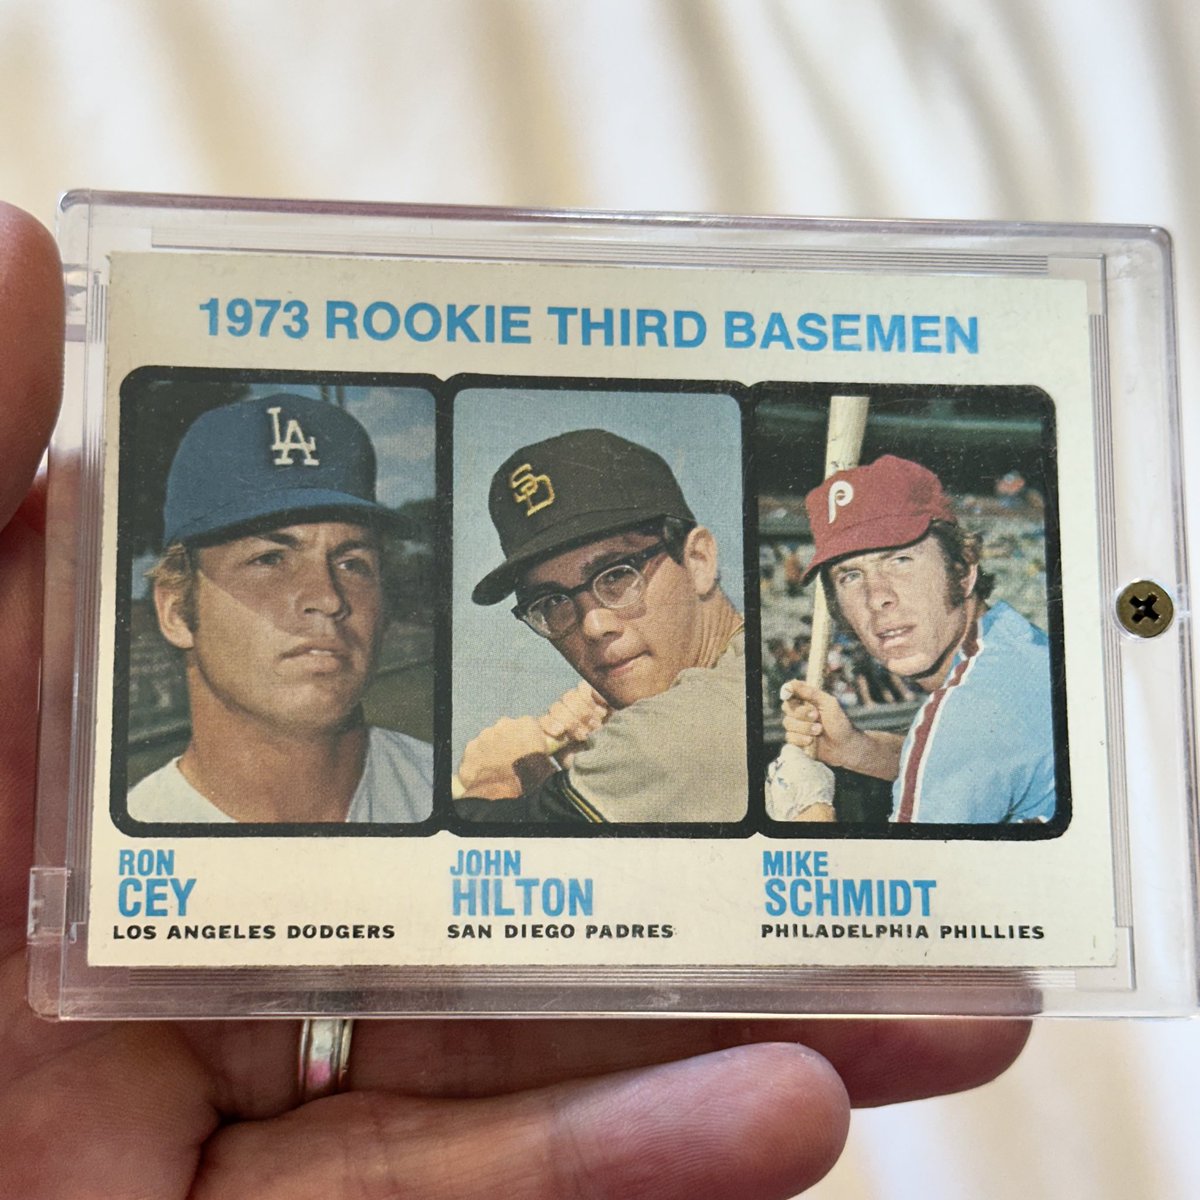 1973 ROOKIE THIRD BASEMEN
LA
SD
P
RON
CEY
LOS ANGELES DODGERS
JOHN
HILTON
SAN DIEGO PADRES
MIKE
SCHMIDT
PHILADELPHIA PHILLIES